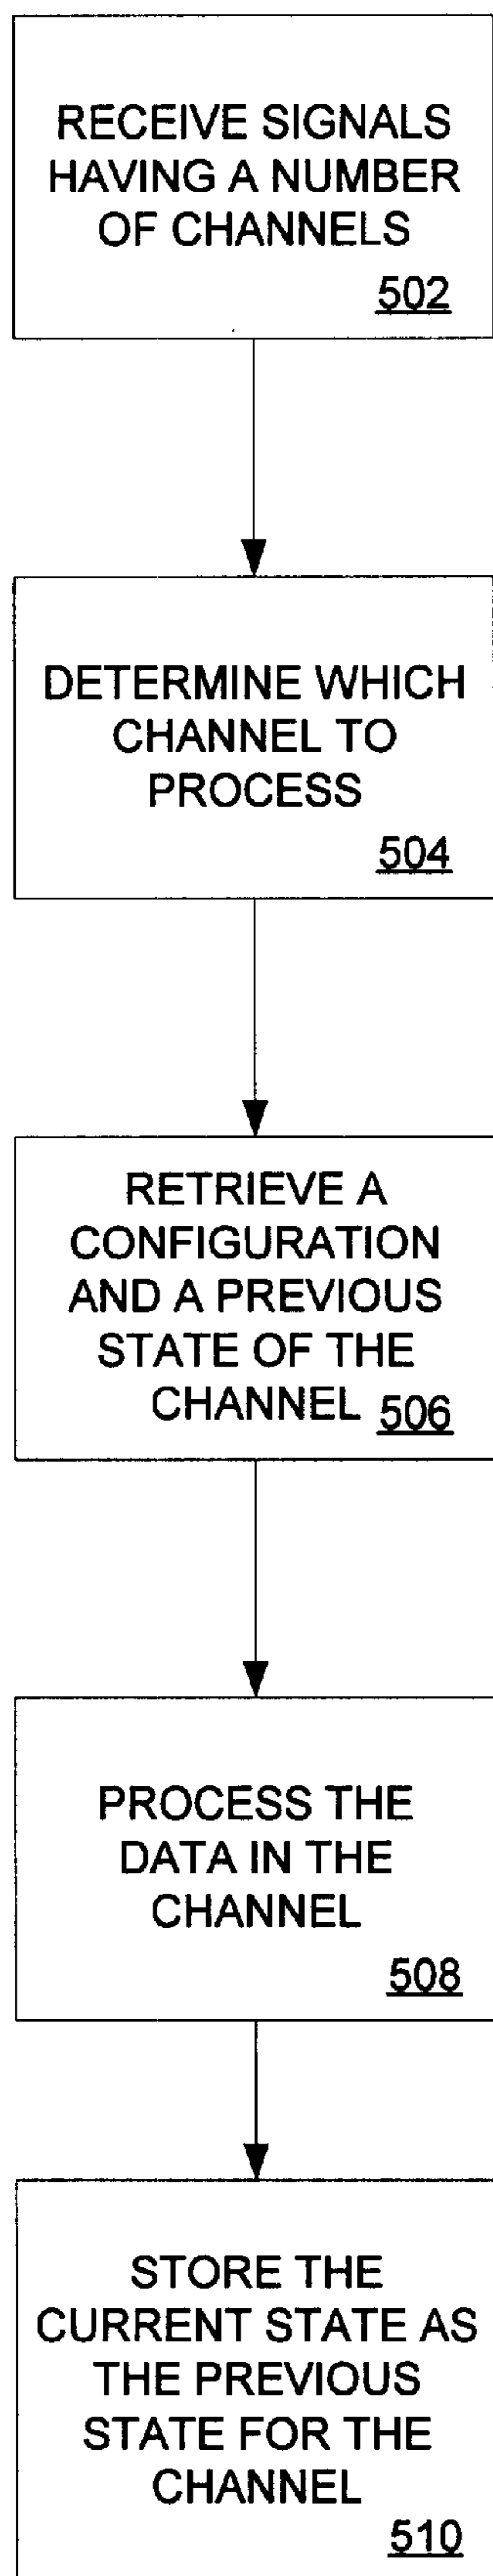 RECEIVE SIGNALS
HAVING A NUMBER
OF CHANNELS
502
DETERMINE WHICH
CHANNEL TO
PROCESS
504
RETRIEVE A
CONFIGURATION
AND A PREVIOUS
STATE OF THE
CHANNEL 506
PROCESS THE
DATA IN THE
CHANNEL
508
STORE THE
CURRENT STATE AS
THE PREVIOUS
STATE FOR THE
CHANNEL
510